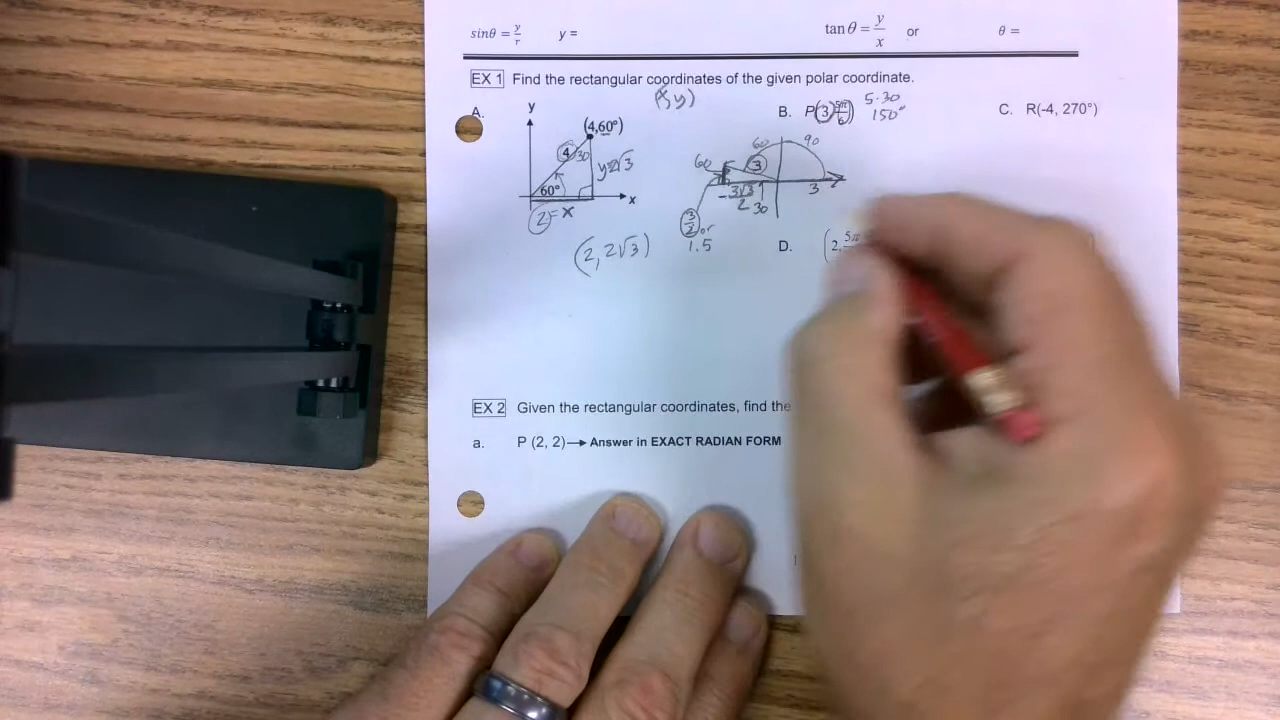 sinθ = y/r y = tanθ = y/x or θ =
EX 1 Find the rectangular coordinates of the given polar coordinate.
(x,y)
A. y (4,60°) 4 30 y=2√3 60° x 2 = x
(2, 2√3)
B. P(3, 5π/6) 5·30 150°
60 90 60 3 3
-3√3/2 30
3/2 or 1.5
C. R(-4, 270°)
D. (2, 5π
EX 2 Given the rectangular coordinates, find the
a. P (2, 2) → Answer in EXACT RADIAN FORM